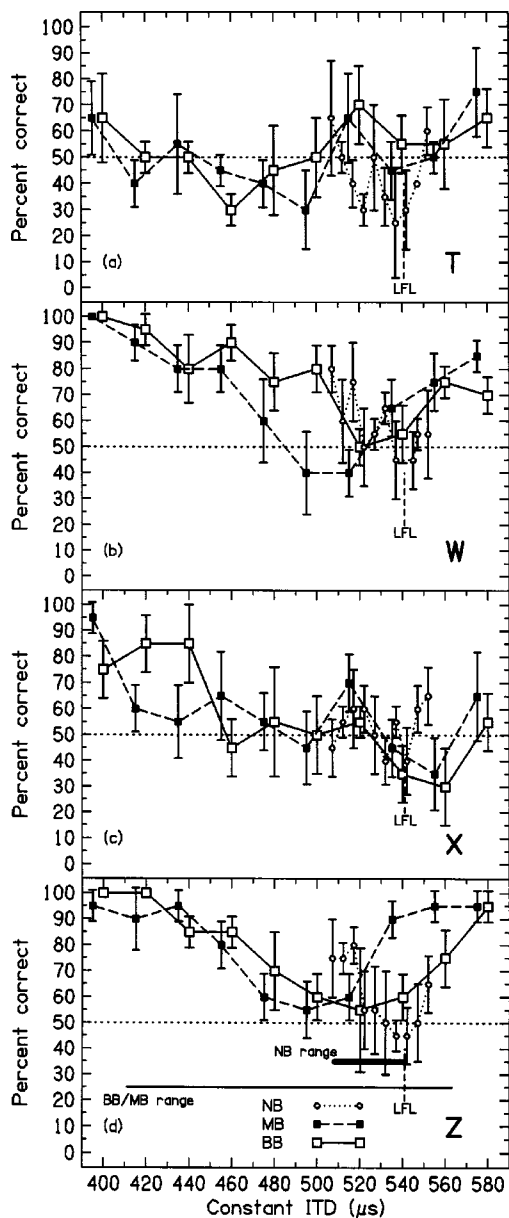 Percent correct
100
90
80
70
60
50
40
30
20
10
0
(a)
LFL
T
Percent correct
100
90
80
70
60
50
40
30
20
10
0
(b)
LFL
W
Percent correct
100
90
80
70
60
50
40
30
20
10
0
(c)
LFL
X
Percent correct
100
90
80
70
60
50
40
30
20
10
0
NB range
BB/MB range
LFL
(d)
NB
MB
BB
Z
400 420 440 460 480 500 520 540 560 580
Constant ITD (μs)